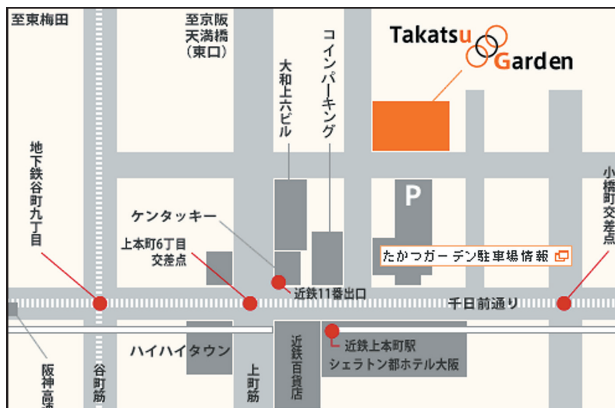 至東梅田
至京阪
天満橋
(東口)
大和上六ビル
コインパーキング
Takatsu
Garden
地下鉄谷町九丁目
ケンタッキー
上本町6丁目
交差点
P
小橋町交差点
たかつガーデン駐車場情報
近鉄11番出口
千日前通り
阪神高速
谷町筋
ハイハイタウン
上町筋
近鉄百貨店
近鉄上本町駅
シェラトン都ホテル大阪